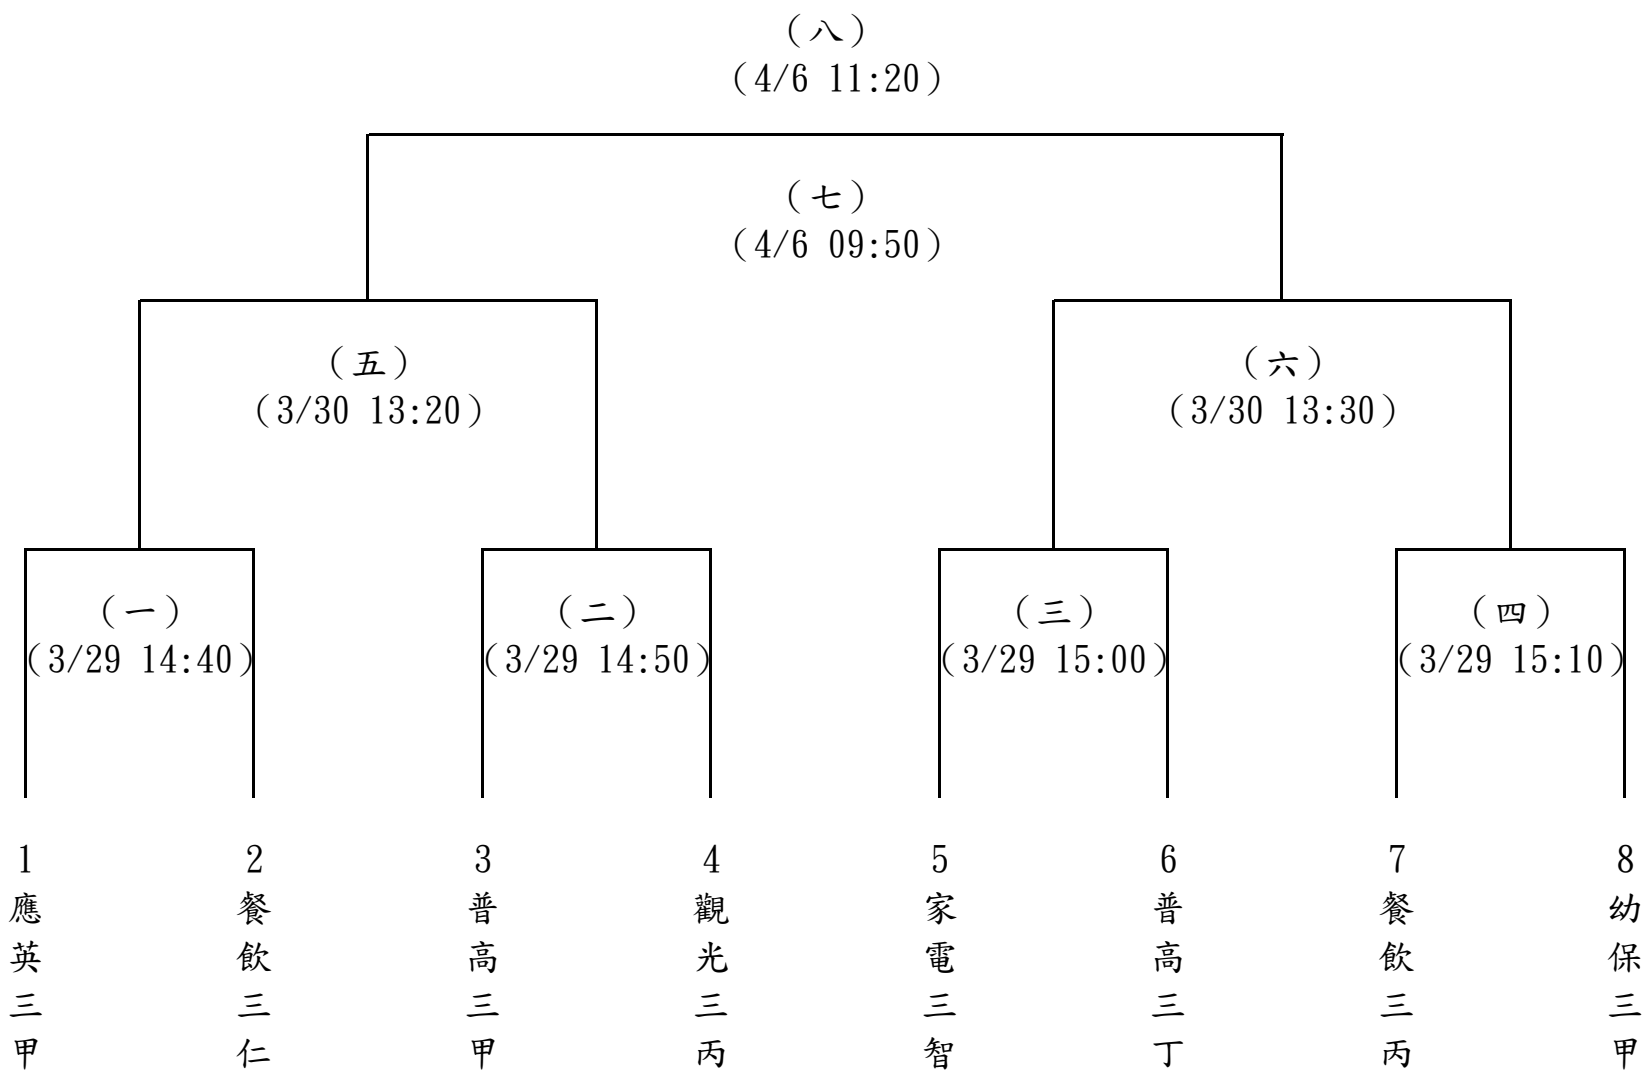 （八）
（4/6 11:20）
（七）
（4/6 09:50）
（五）
（3/30 13:20）
（六）
（3/30 13:30）
（一）
（3/29 14:40）
（二）
（3/29 14:50）
（三）
（3/29 15:00）
（四）
（3/29 15:10）
1
應英三甲
2
餐飲三仁
3
普高三甲
4
觀光三丙
5
家電三智
6
普高三丁
7
餐飲三丙
8
幼保三甲